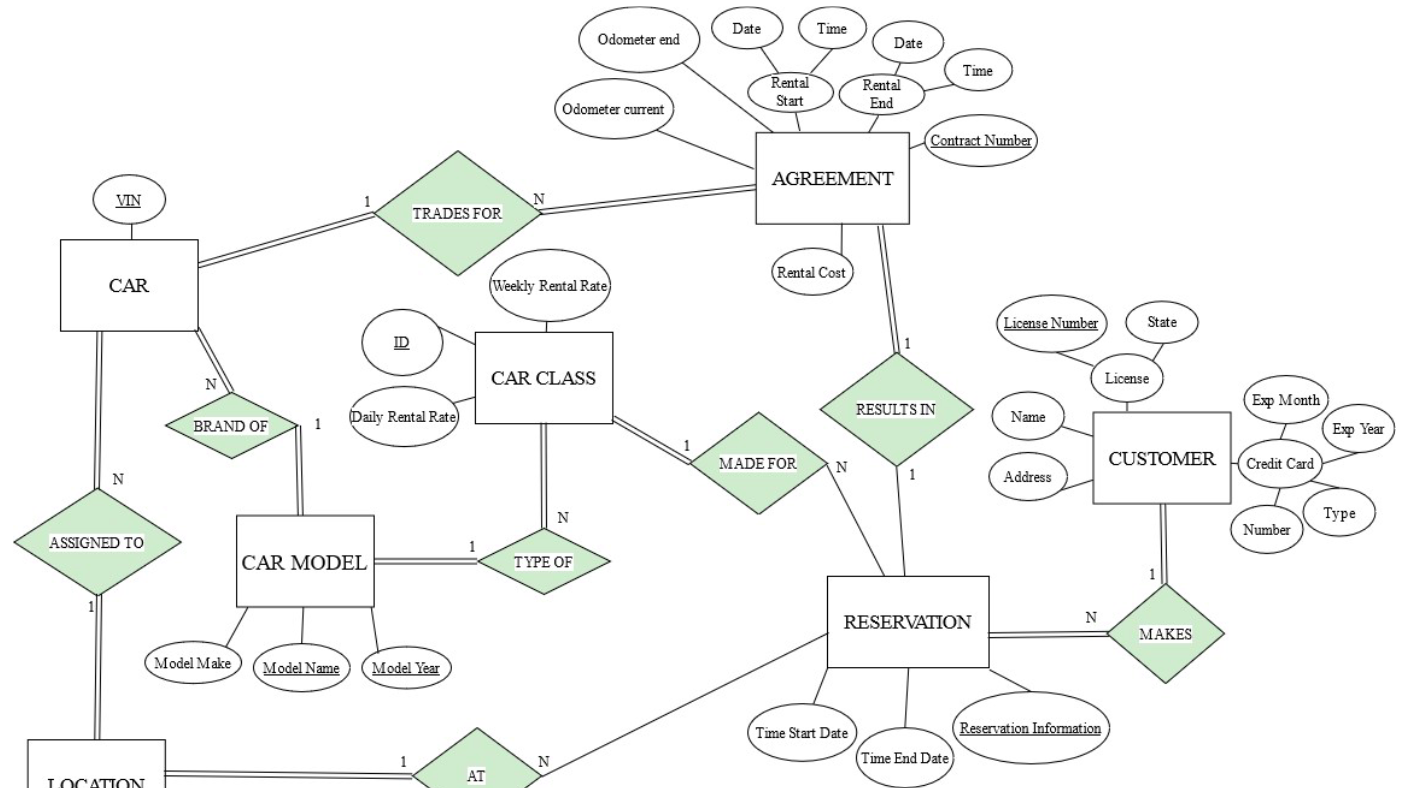 Odometer end
Date
Time
Date
Time
Rental
Start
Rental
End
Odometer current
Contract Number
AGREEMENT
VIN
1
TRADES FOR
N
CAR
Rental Cost
Weekly Rental Rate
ID
CAR CLASS
Daily Rental Rate
License Number
State
License
1
RESULTS IN
1
Name
Address
CUSTOMER
Exp Month
Exp Year
Credit Card
Type
Number
N
BRAND OF
1
1
MADE FOR
N
N
ASSIGNED TO
1
CAR MODEL
1
N
TYPE OF
Model Make
Model Name
Model Year
RESERVATION
N
1
MAKES
Time Start Date
Time End Date
Reservation Information
LOCATION
1
AT
N